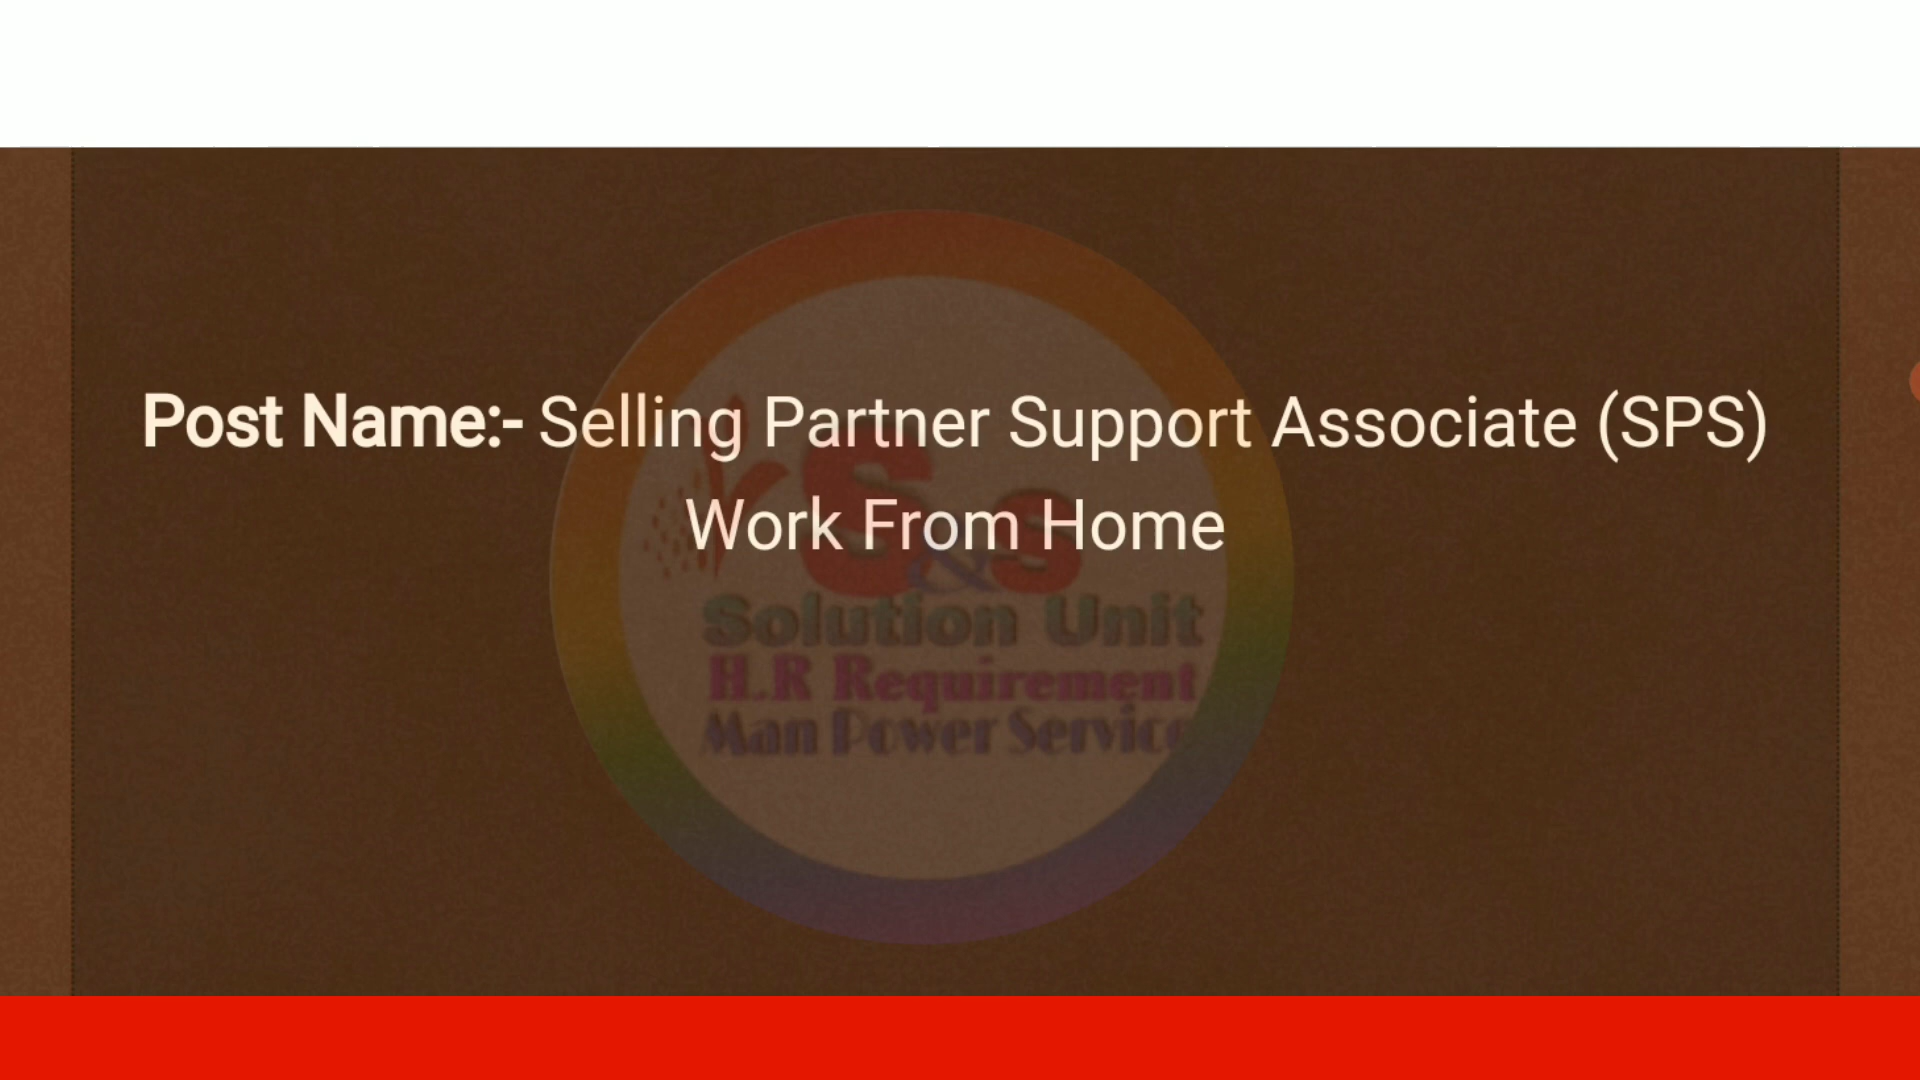 Post Name:- Selling Partner Support Associate (SPS)
Work From Home
S&S
Solution Unit
H.R Requirement
Man Power Service